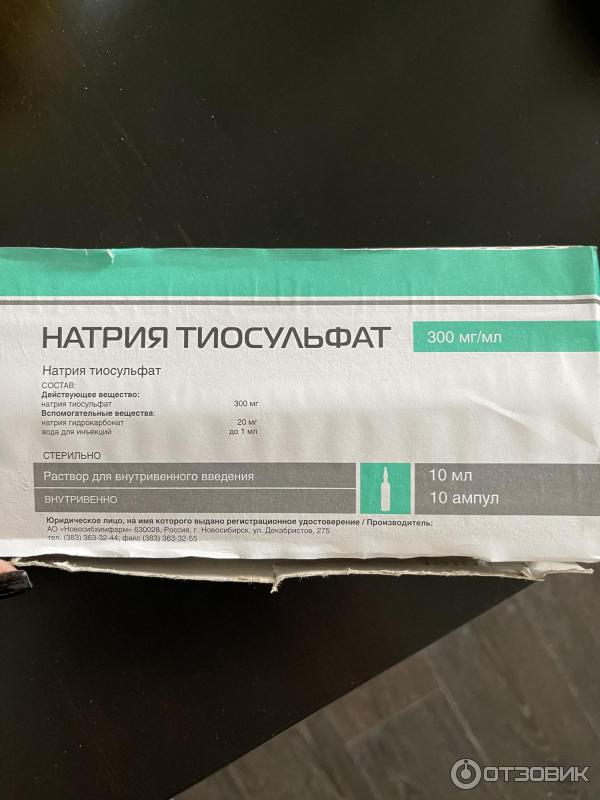 НАТРИЯ ТИОСУЛЬФАТ 300 мг/мл
Натрия тиосульфат
СОСТАВ:
Действующее вещество:
натрия тиосульфат 300 мг
Вспомогательные вещества:
натрия гидрокарбонат 20 мг
вода для инъекций до 1 мл
СТЕРИЛЬНО
Раствор для внутривенного введения 10 мл
ВНУТРИВЕННО 10 ампул
Юридическое лицо, на имя которого выдано регистрационное удостоверение / Производитель:
АО «Новосибхимфарм» 630028, Россия, г. Новосибирск, ул. Декабристов, 275
тел. (383) 363-32-44; факс (383) 363-32-55
ОТЗОВИК